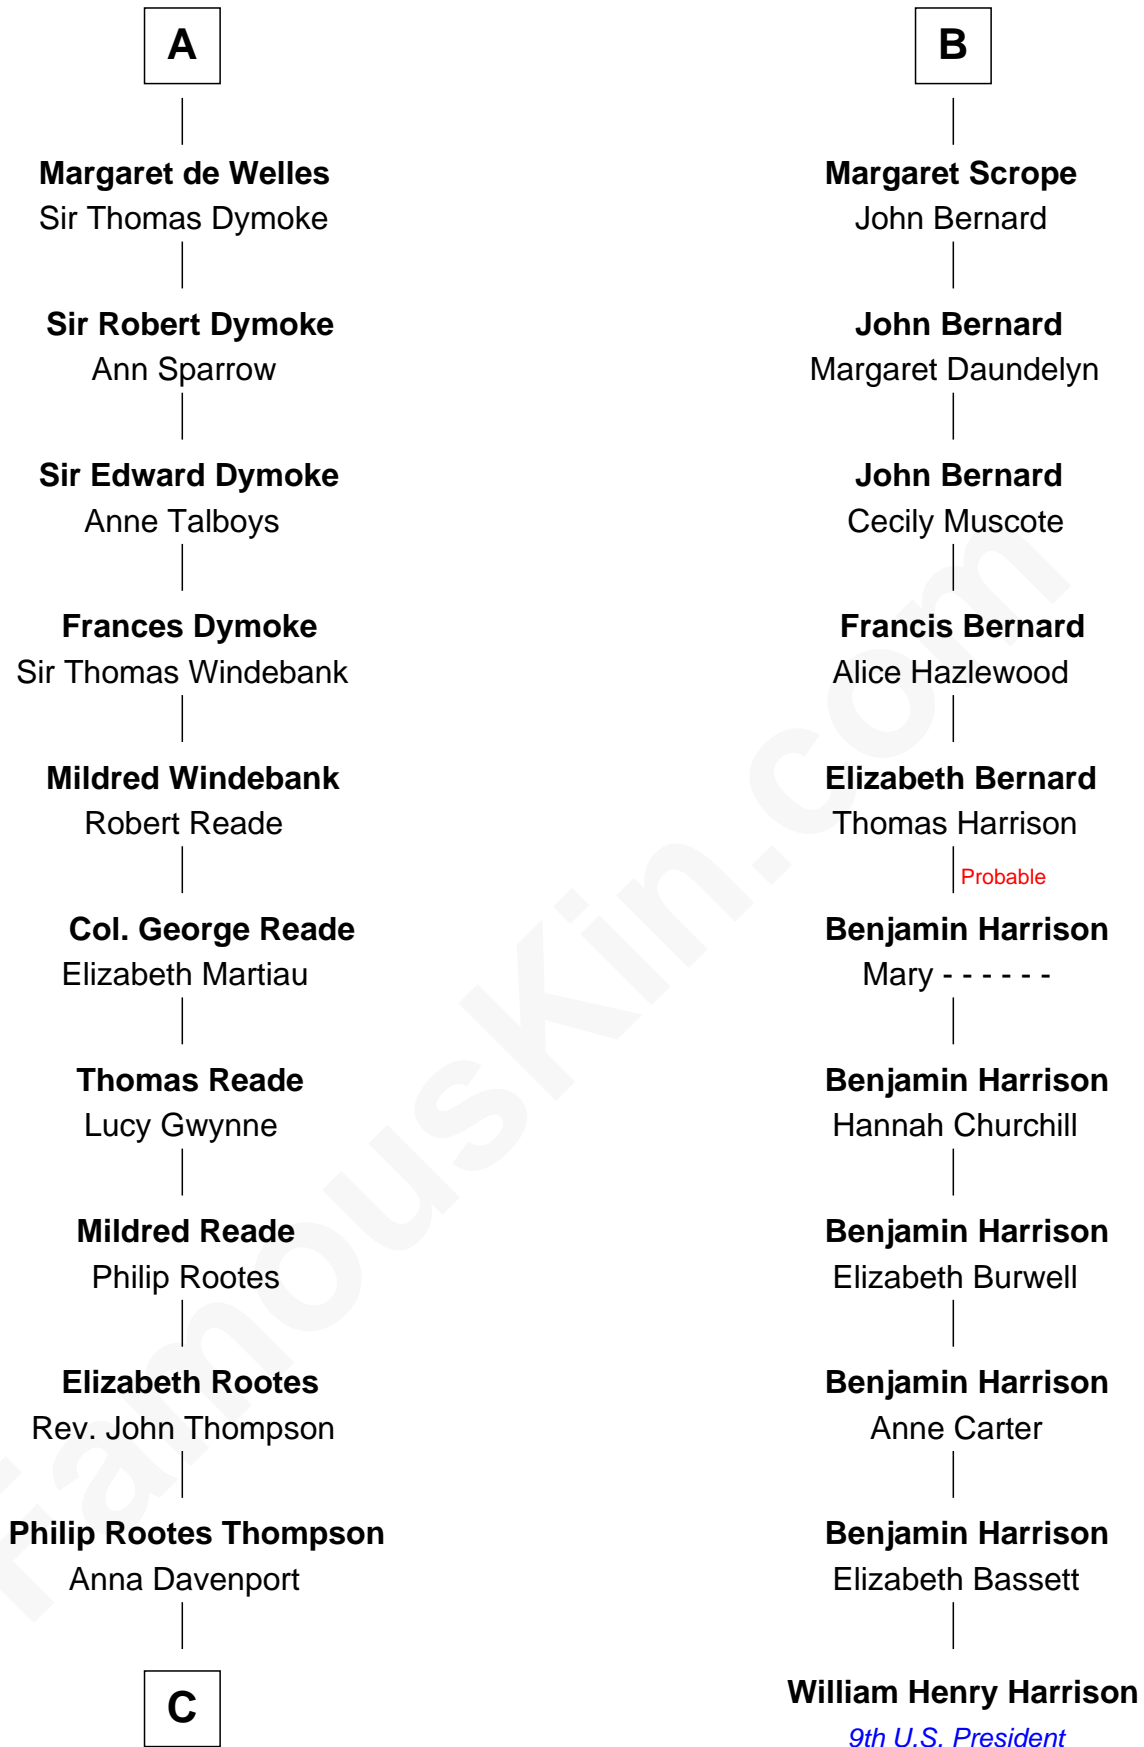 A
Margaret de Welles
Sir Thomas Dymoke
Sir Robert Dymoke
Ann Sparrow
Sir Edward Dymoke
Anne Talboys
Frances Dymoke
Sir Thomas Windebank
Mildred Windebank
Robert Reade
Col. George Reade
Elizabeth Martiau
Thomas Reade
Lucy Gwynne
Mildred Reade
Philip Rootes
Elizabeth Rootes
Rev. John Thompson
Philip Rootes Thompson
Anna Davenport
C
B
Margaret Scrope
John Bernard
John Bernard
Margaret Daundelyn
John Bernard
Cecily Muscote
Francis Bernard
Alice Hazlewood
Elizabeth Bernard
Thomas Harrison
Probable
Benjamin Harrison
Mary - - - - - -
Benjamin Harrison
Hannah Churchill
Benjamin Harrison
Elizabeth Burwell
Benjamin Harrison
Anne Carter
Benjamin Harrison
Elizabeth Bassett
William Henry Harrison
9th U.S. President
FamousKin.com